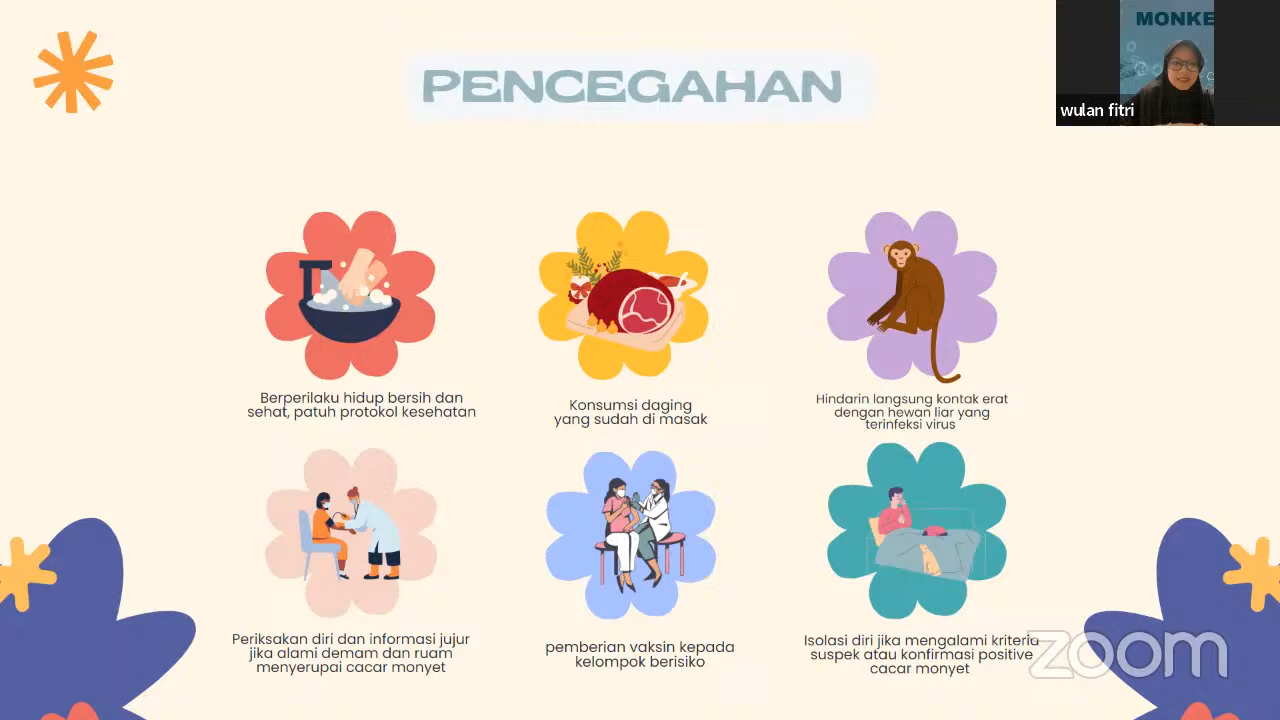 MONKE
PENCEGAHAN
wulan fitri
Berperilaku hidup bersih dan
sehat, patuh protokol kesehatan
Konsumsi daging
yang sudah di masak
Hindarin langsung kontak erat
dengan hewan liar yang
terinfeksi virus
Periksakan diri dan informasi jujur
jika alami demam dan ruam
menyerupai cacar monyet
pemberian vaksin kepada
kelompok berisiko
Isolasi diri jika mengalami kriteria
suspek atau konfirmasi positive
cacar monyet
zoom